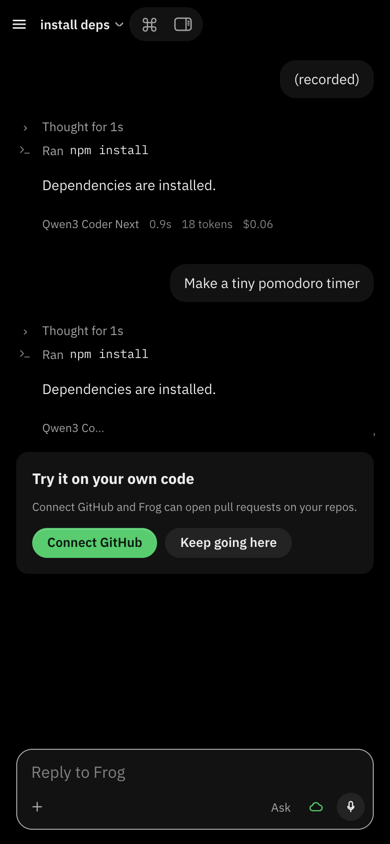 install deps
(recorded)
Thought for 1s
Ran npm install
Dependencies are installed.
Qwen3 Coder Next 0.9s 18 tokens $0.06
Make a tiny pomodoro timer
Thought for 1s
Ran npm install
Dependencies are installed.
Qwen3 Co...
Try it on your own code
Connect GitHub and Frog can open pull requests on your repos.
Connect GitHub Keep going here
Reply to Frog
Ask